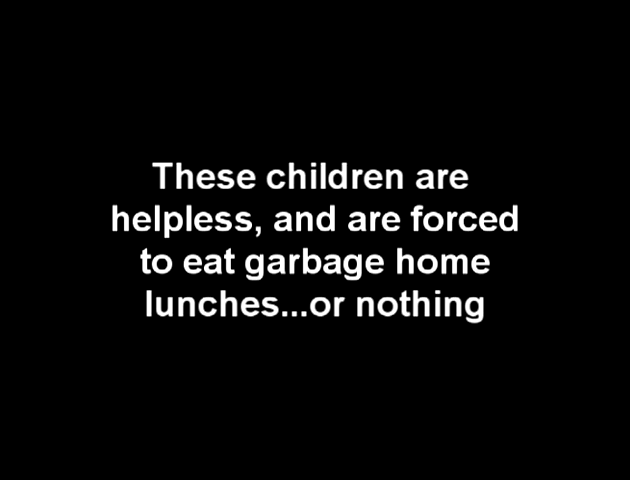 These children are
helpless, and are forced
to eat garbage home
lunches...or nothing